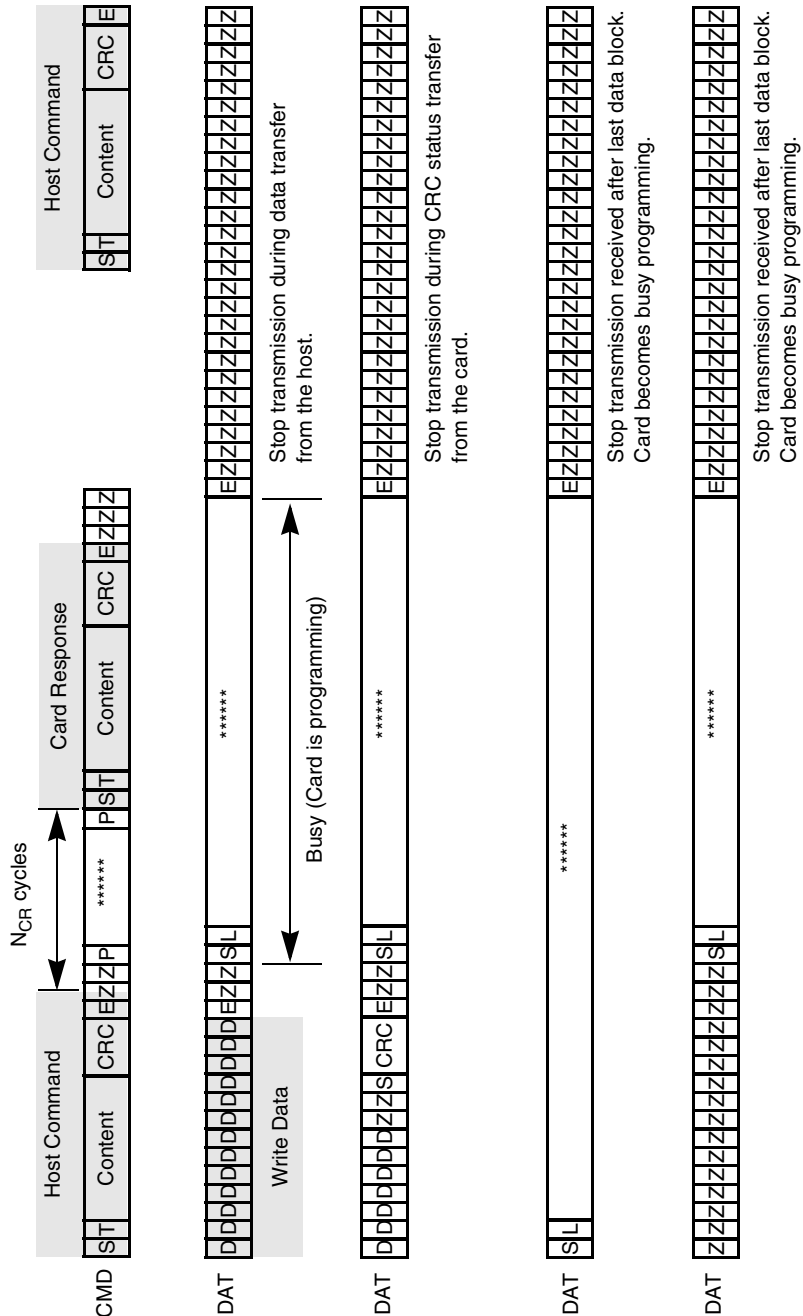 N<sub>CR</sub> cycles
Host Command Card Response Host Command
CMD S T Content CRC E Z Z P ****** P S T Content CRC E Z Z Z S T Content CRC E
DAT D D D D D D D D D D D D D E Z Z S L ****** E Z Z Z Z Z Z Z Z Z Z Z Z Z Z Z Z Z Z Z Z Z Z Z Z Z Z
Write Data
Busy (Card is programming)
Stop transmission during data transfer
from the host.
DAT D D D D D D D Z Z S CRC E Z Z S L ****** E Z Z Z Z Z Z Z Z Z Z Z Z Z Z Z Z Z Z Z Z Z Z Z Z Z Z
Stop transmission during CRC status transfer
from the card.
DAT S L ****** E Z Z Z Z Z Z Z Z Z Z Z Z Z Z Z Z Z Z Z Z Z Z Z Z Z Z
Stop transmission received after last data block.
Card becomes busy programming.
DAT Z Z Z Z Z Z Z Z Z Z Z Z Z Z Z Z S L ****** E Z Z Z Z Z Z Z Z Z Z Z Z Z Z Z Z Z Z Z Z Z Z Z Z Z Z
Stop transmission received after last data block.
Card becomes busy programming.